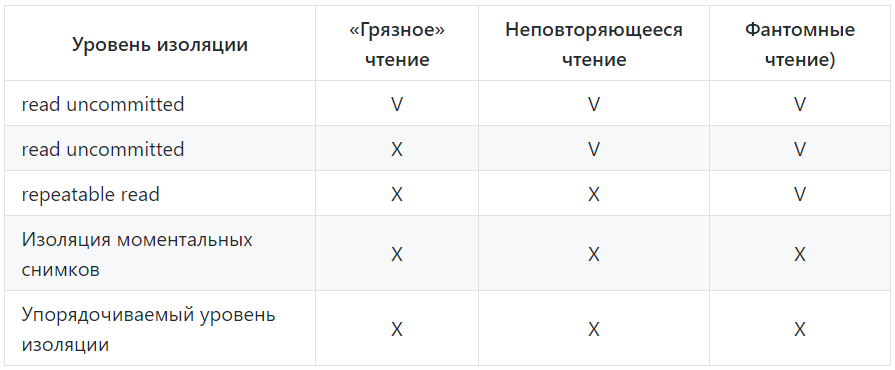 Уровень изоляции «Грязное» чтение Неповторяющееся чтение Фантомные чтение)
read uncommitted V V V
read uncommitted X V V
repeatable read X X V
Изоляция моментальных снимков X X X
Упорядочиваемый уровень изоляции X X X